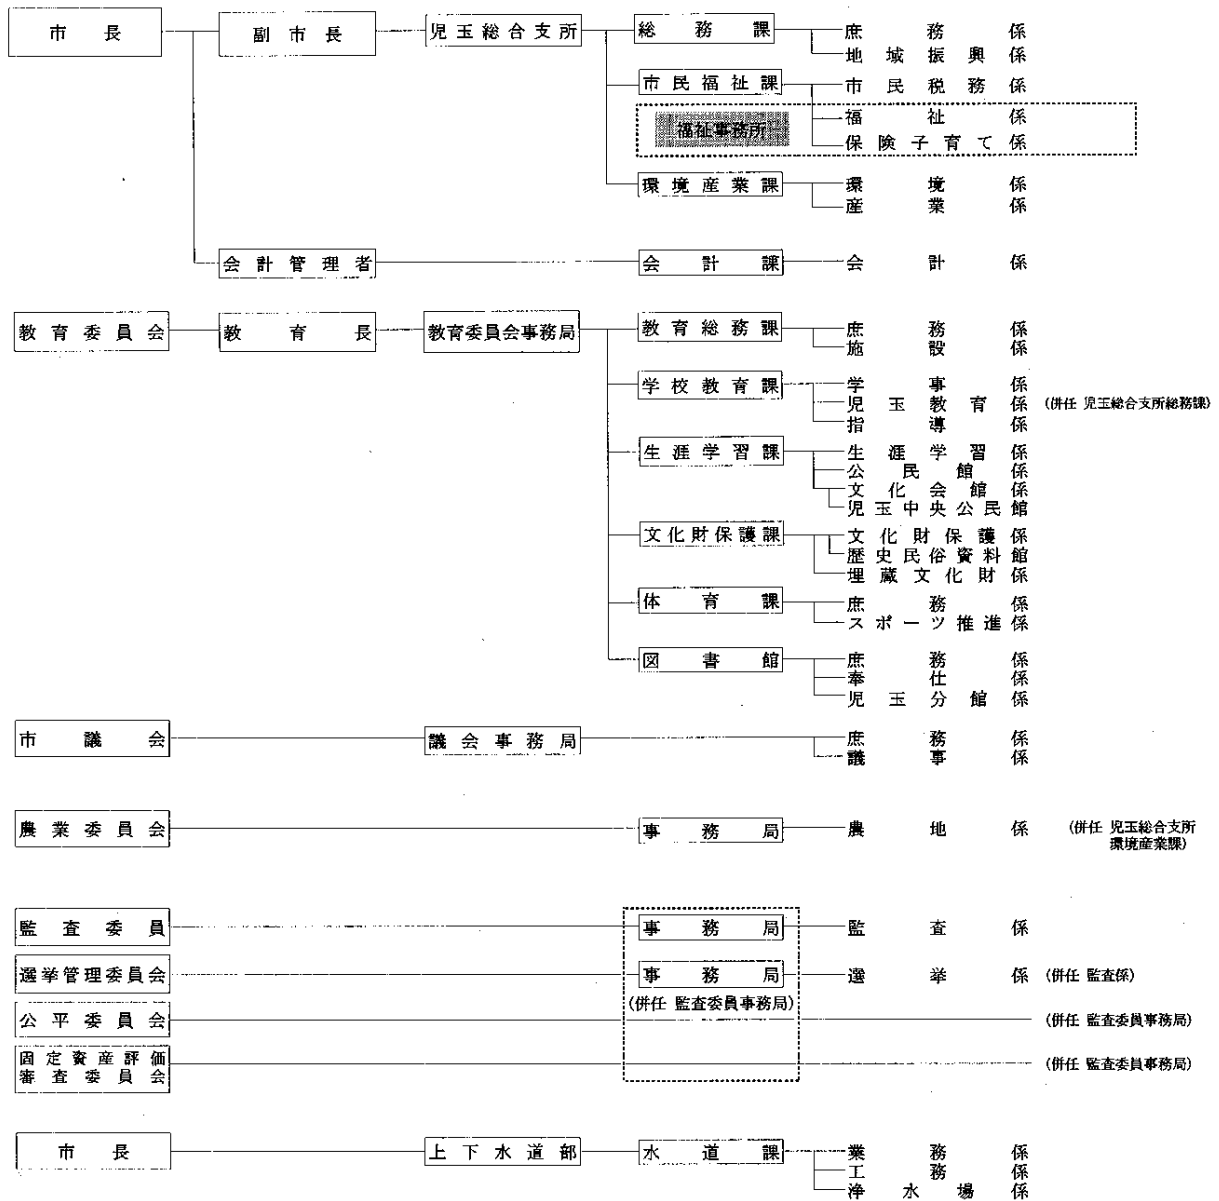 市長 副市長 児玉総合支所 総務課 庶務係
地域振興係
市民福祉課 市民税務係
福祉事務所 福祉係
保険子育て係
環境産業課 環境係
産業係
会計管理者 会計課 会計係
教育委員会 教育長 教育委員会事務局 教育総務課 庶務係
施設係
学校教育課 学事係
児玉教育係 (併任 児玉総合支所総務課)
指導係
生涯学習課 生涯学習係
公民館係
文化会館係
児玉中央公民館
文化財保護課 文化財保護係
歴史民俗資料館
埋蔵文化財係
体育課 庶務係
スポーツ推進係
図書館 庶務係
奉仕係
児玉分館係
市議会 議会事務局 庶務係
議事係
農業委員会 事務局 農地係 (併任 児玉総合支所
環境産業課)
監査委員 事務局 監査係
選挙管理委員会 事務局 選挙係 (併任 監査係)
(併任 監査委員事務局)
公平委員会 (併任 監査委員事務局)
固定資産評価
審査委員会 (併任 監査委員事務局)
市長 上下水道部 水道課 業務係
工務係
浄水場係